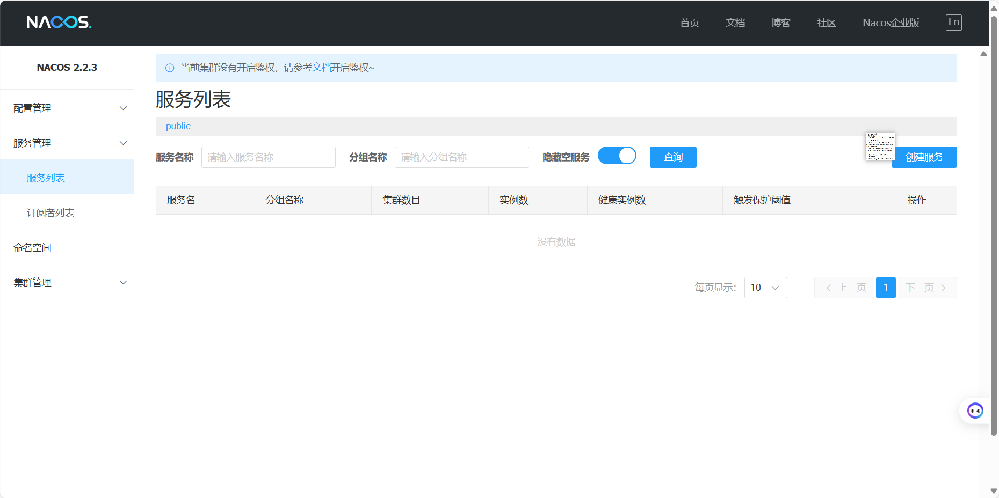 NACOS.
首页 文档 博客 社区 Nacos企业版 En
NACOS 2.2.3
当前集群没有开启鉴权，请参考文档开启鉴权~
服务列表
public
配置管理
服务管理
服务列表
订阅者列表
命名空间
集群管理
服务名称 请输入服务名称 分组名称 请输入分组名称 隐藏空服务 查询 创建服务
服务名 分组名称 集群数目 实例数 健康实例数 触发保护阈值 操作
没有数据
每页显示： 10 上一页 1 下一页